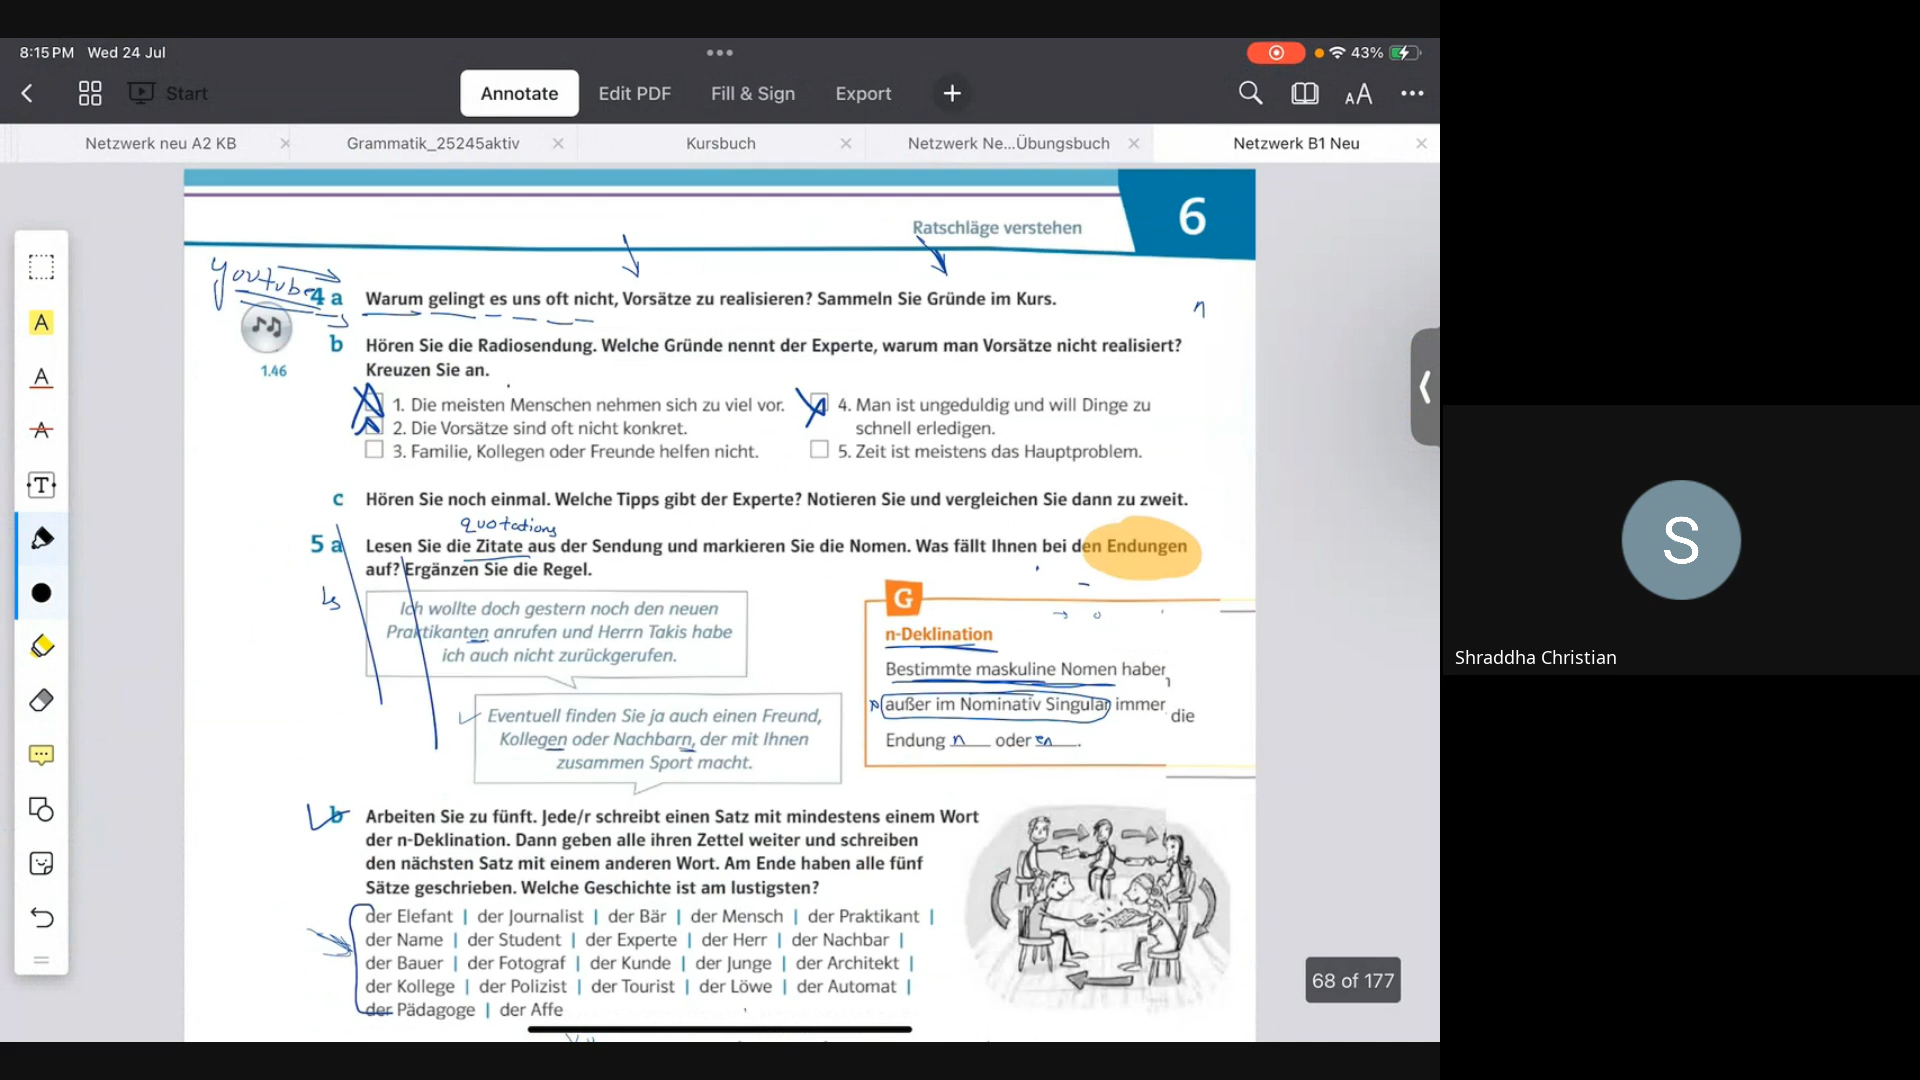 8:15 PM Wed 24 Jul
43%
Start
Annotate
Edit PDF
Fill & Sign
Export
Netzwerk neu A2 KB
Grammatik_25245aktiv
Kursbuch
Netzwerk Ne...Übungsbuch
Netzwerk B1 Neu
Ratschläge verstehen
6
youtube
4 a Warum gelingt es uns oft nicht, Vorsätze zu realisieren? Sammeln Sie Gründe im Kurs.
n
b Hören Sie die Radiosendung. Welche Gründe nennt der Experte, warum man Vorsätze nicht realisiert?
1.46
Kreuzen Sie an.
1. Die meisten Menschen nehmen sich zu viel vor.
2. Die Vorsätze sind oft nicht konkret.
3. Familie, Kollegen oder Freunde helfen nicht.
4. Man ist ungeduldig und will Dinge zu
schnell erledigen.
5. Zeit ist meistens das Hauptproblem.
c Hören Sie noch einmal. Welche Tipps gibt der Experte? Notieren Sie und vergleichen Sie dann zu zweit.
quotations
5 a Lesen Sie die Zitate aus der Sendung und markieren Sie die Nomen. Was fällt Ihnen bei den Endungen
auf? Ergänzen Sie die Regel.
Ich wollte doch gestern noch den neuen
Praktikanten anrufen und Herrn Takis habe
ich auch nicht zurückgerufen.
Eventuell finden Sie ja auch einen Freund,
Kollegen oder Nachbarn, der mit Ihnen
zusammen Sport macht.
G
n-Deklination
Bestimmte maskuline Nomen haben
außer im Nominativ Singular immer
die
Endung n oder en.
b Arbeiten Sie zu fünft. Jede/r schreibt einen Satz mit mindestens einem Wort
der n-Deklination. Dann geben alle ihren Zettel weiter und schreiben
den nächsten Satz mit einem anderen Wort. Am Ende haben alle fünf
Sätze geschrieben. Welche Geschichte ist am lustigsten?
der Elefant | der Journalist | der Bär | der Mensch | der Praktikant |
der Name | der Student | der Experte | der Herr | der Nachbar |
der Bauer | der Fotograf | der Kunde | der Junge | der Architekt |
der Kollege | der Polizist | der Tourist | der Löwe | der Automat |
der Pädagoge | der Affe
68 of 177
S
Shraddha Christian